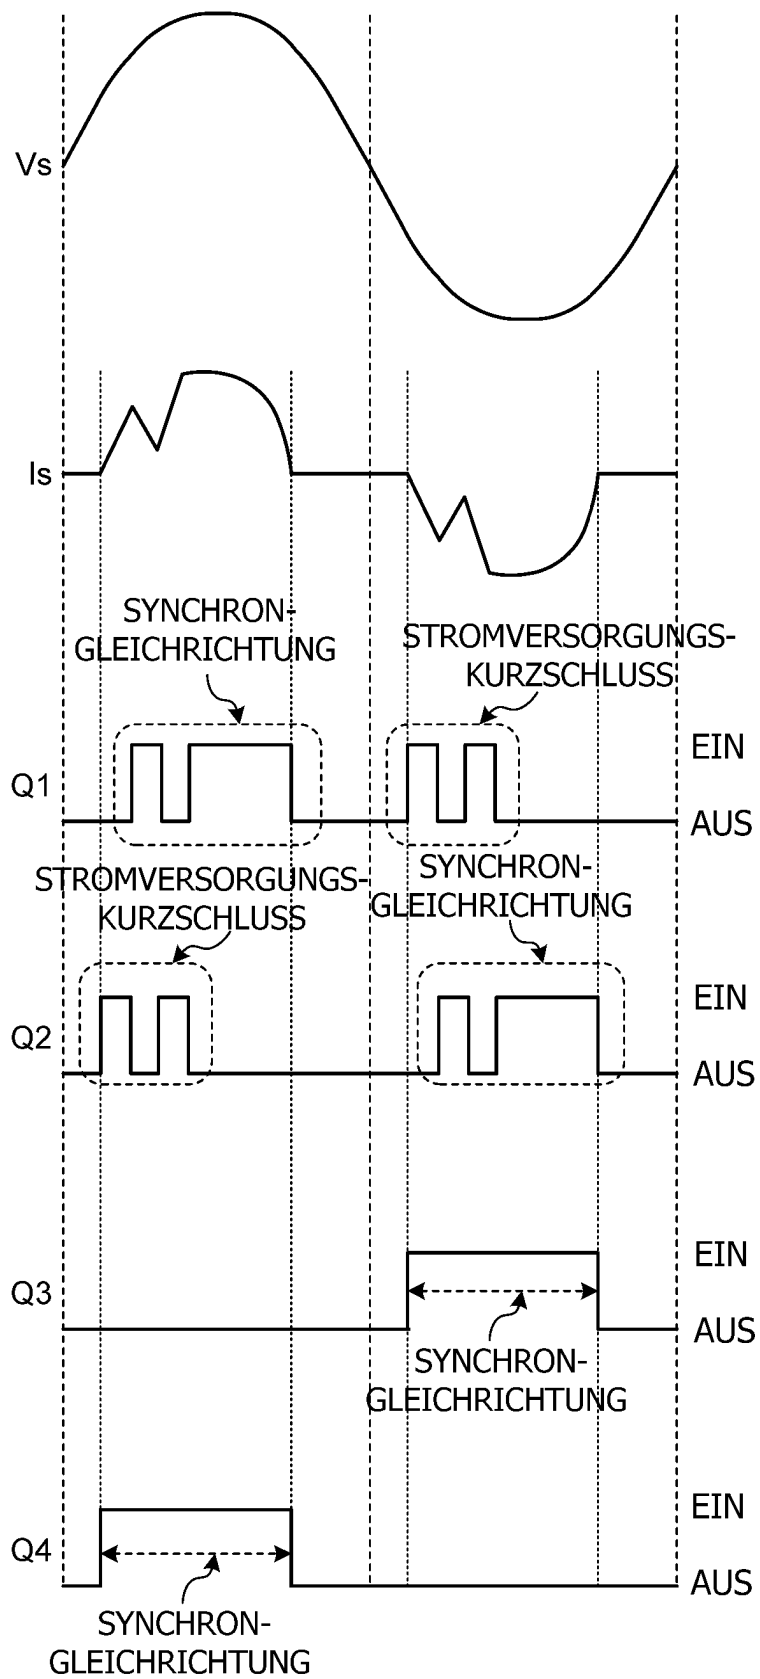 Vs
Is
SYNCHRON-
GLEICHRICHTUNG
STROMVERSORGUNGS-
KURZSCHLUSS
EIN
Q1
AUS
STROMVERSORGUNGS-
KURZSCHLUSS
SYNCHRON-
GLEICHRICHTUNG
EIN
Q2
AUS
EIN
Q3
AUS
SYNCHRON-
GLEICHRICHTUNG
EIN
Q4
AUS
SYNCHRON-
GLEICHRICHTUNG